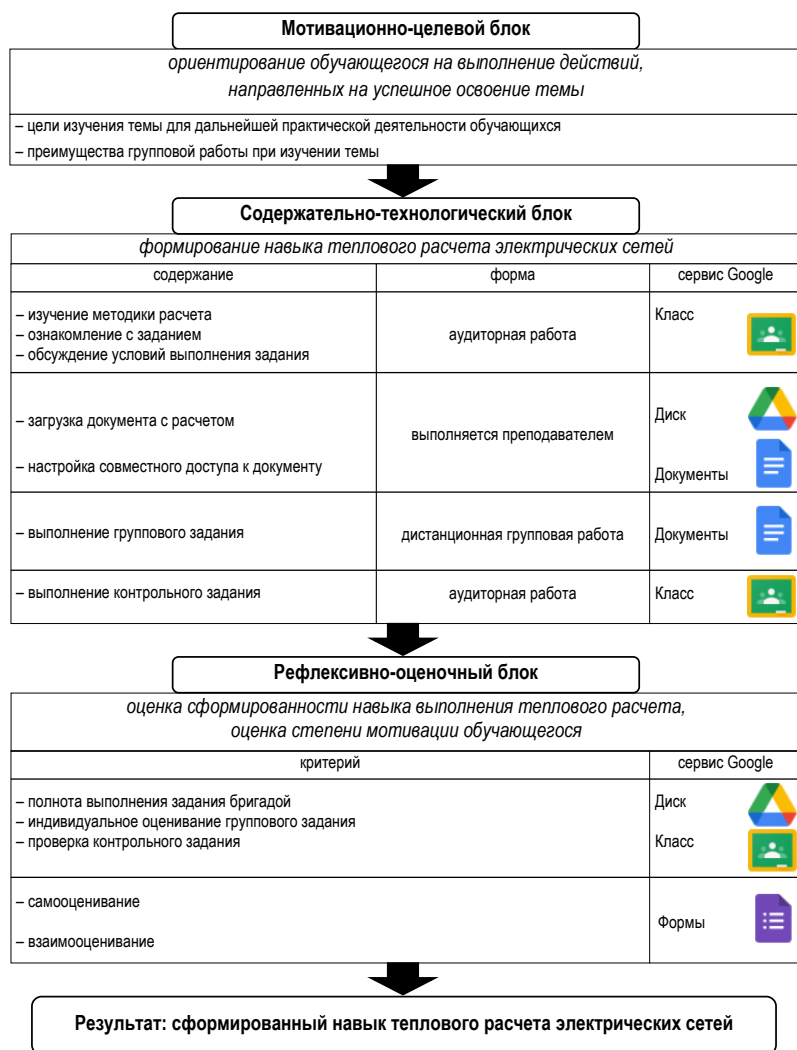 Мотивационно-целевой блок
ориентирование обучающегося на выполнение действий,
направленных на успешное освоение темы
– цели изучения темы для дальнейшей практической деятельности обучающихся
– преимущества групповой работы при изучении темы
Содержательно-технологический блок
формирование навыка теплового расчета электрических сетей
содержание форма сервис Google
– изучение методики расчета
– ознакомление с заданием
– обсуждение условий выполнения задания
аудиторная работа
Класс
– загрузка документа с расчетом
– настройка совместного доступа к документу
выполняется преподавателем
Диск
Документы
– выполнение группового задания дистанционная групповая работа Документы
– выполнение контрольного задания аудиторная работа Класс
Рефлексивно-оценочный блок
оценка сформированности навыка выполнения теплового расчета,
оценка степени мотивации обучающегося
критерий сервис Google
– полнота выполнения задания бригадой
– индивидуальное оценивание группового задания
– проверка контрольного задания
Диск
Класс
– самооценивание
– взаимооценивание
Формы
Результат: сформированный навык теплового расчета электрических сетей